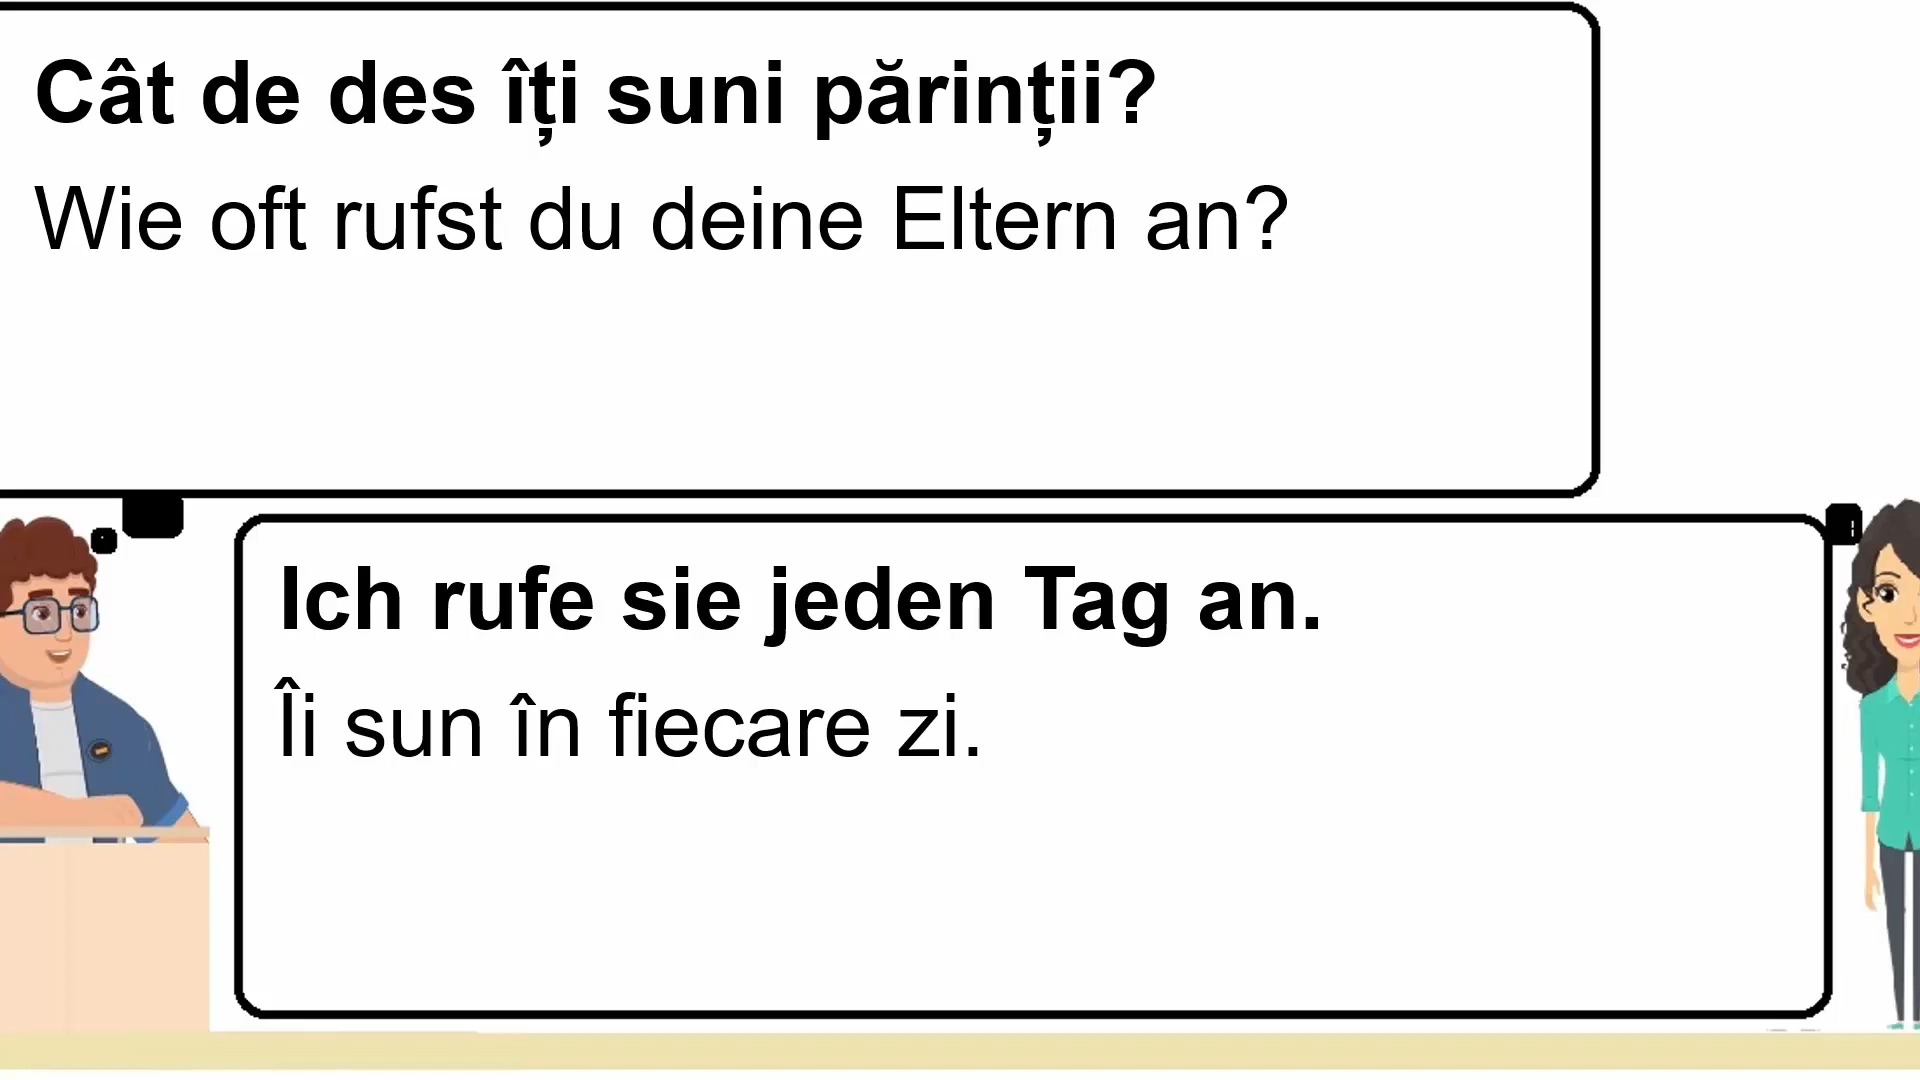 Cât de des îți suni părinții?
Wie oft rufst du deine Eltern an?
Ich rufe sie jeden Tag an.
Îi sun în fiecare zi.